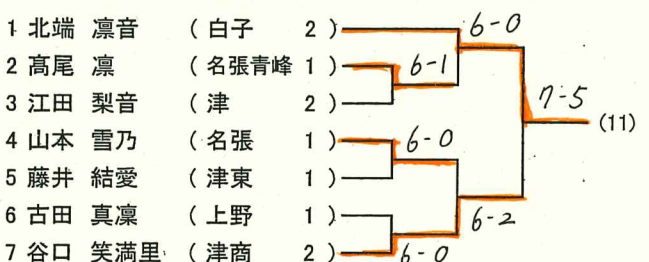 1 北端 凛音 ( 白子 2 ) 6-0
2 髙尾 凛 ( 名張青峰 1 ) 6-1
3 江田 梨音 ( 津 2 ) 7-5 (11)
4 山本 雪乃 ( 名張 1 ) 6-0
5 藤井 結愛 ( 津東 1 )
6 古田 真凜 ( 上野 1 ) 6-2
7 谷口 笑満里 ( 津商 2 ) 6-0